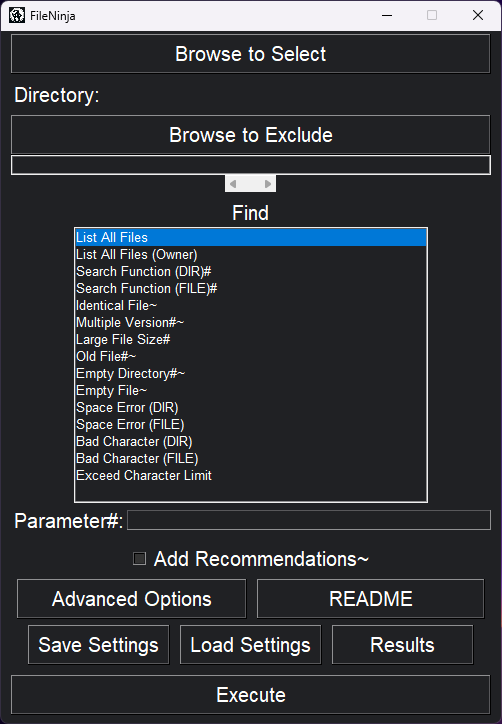 FileNinja
Browse to Select
Directory:
Browse to Exclude
Find
List All Files
List All Files (Owner)
Search Function (DIR)#
Search Function (FILE)#
Identical File~
Multiple Version#~
Large File Size#
Old File#~
Empty Directory#~
Empty File~
Space Error (DIR)
Space Error (FILE)
Bad Character (DIR)
Bad Character (FILE)
Exceed Character Limit
Parameter#:
Add Recommendations~
Advanced Options README
Save Settings Load Settings Results
Execute